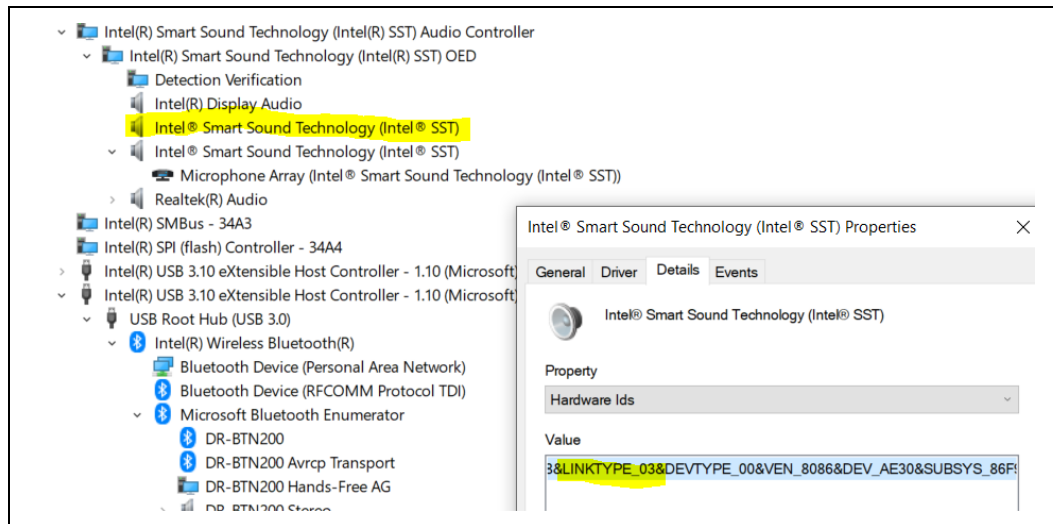 Intel(R) Smart Sound Technology (Intel(R) SST) Audio Controller
Intel(R) Smart Sound Technology (Intel(R) SST) OED
Detection Verification
Intel(R) Display Audio
Intel® Smart Sound Technology (Intel® SST)
Intel® Smart Sound Technology (Intel® SST)
Microphone Array (Intel® Smart Sound Technology (Intel® SST))
Realtek(R) Audio
Intel(R) SMBus - 34A3
Intel(R) SPI (flash) Controller - 34A4
Intel(R) USB 3.10 eXtensible Host Controller - 1.10 (Microsoft)
Intel(R) USB 3.10 eXtensible Host Controller - 1.10 (Microsoft)
USB Root Hub (USB 3.0)
Intel(R) Wireless Bluetooth(R)
Bluetooth Device (Personal Area Network)
Bluetooth Device (RFCOMM Protocol TDI)
Microsoft Bluetooth Enumerator
DR-BTN200
DR-BTN200 Avrcp Transport
DR-BTN200 Hands-Free AG
DR-BTN200 Stereo
Intel® Smart Sound Technology (Intel® SST) Properties
General Driver Details Events
Intel® Smart Sound Technology (Intel® SST)
Property
Hardware Ids
Value
3&LINKTYPE_03&DEVTYPE_00&VEN_8086&DEV_AE30&SUBSYS_86F